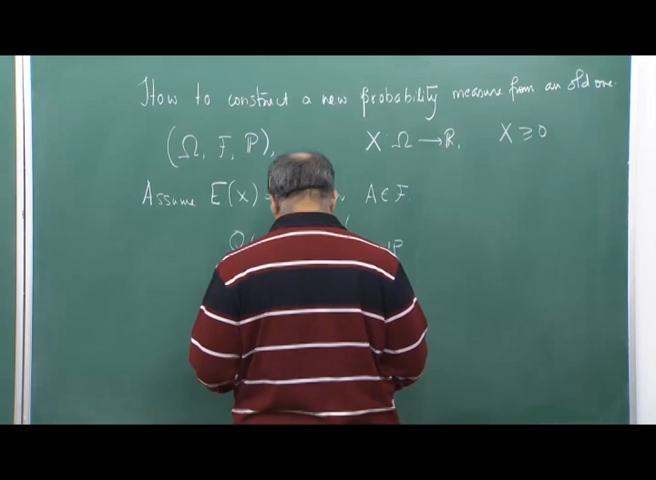 How to construct a new probability measure from an old one.
(Ω, F, P), X: Ω → R, X ≥ 0
Assume E(X) = A ∈ F.
Q( P